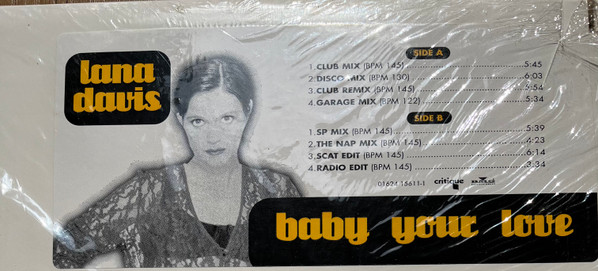 lana
davis
SIDE A
1. CLUB MIX (BPM 145) 5:45
2. DISCO MIX (BPM 130) 6:03
3. CLUB REMIX (BPM 145) 5:54
4. GARAGE MIX (BPM 122) 5:34
SIDE B
1. SP MIX (BPM 145) 5:39
2. THE NAP MIX (BPM 145) 4:23
3. SCAT EDIT (BPM 145) 6:14
4. RADIO EDIT (BPM 145) 3:34
01624-15611-1 critique BMG
baby your love